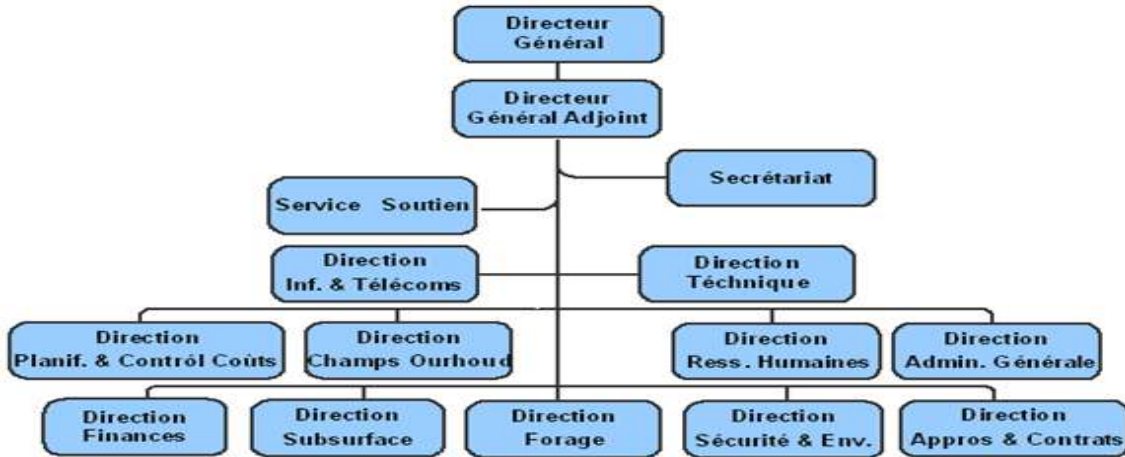 Directeur
Général
Directeur
Général Adjoint
Secrétariat
Service Soutien
Direction
Inf. & Télécoms
Direction
Téchnique
Direction
Planif. & Contról Coùts
Direction
Champs Ourhoud
Direction
Ress. Humaines
Direction
Admin. Générale
Direction
Finances
Direction
Subsurface
Direction
Forage
Direction
Sécurité & Env.
Direction
Appros & Contrats